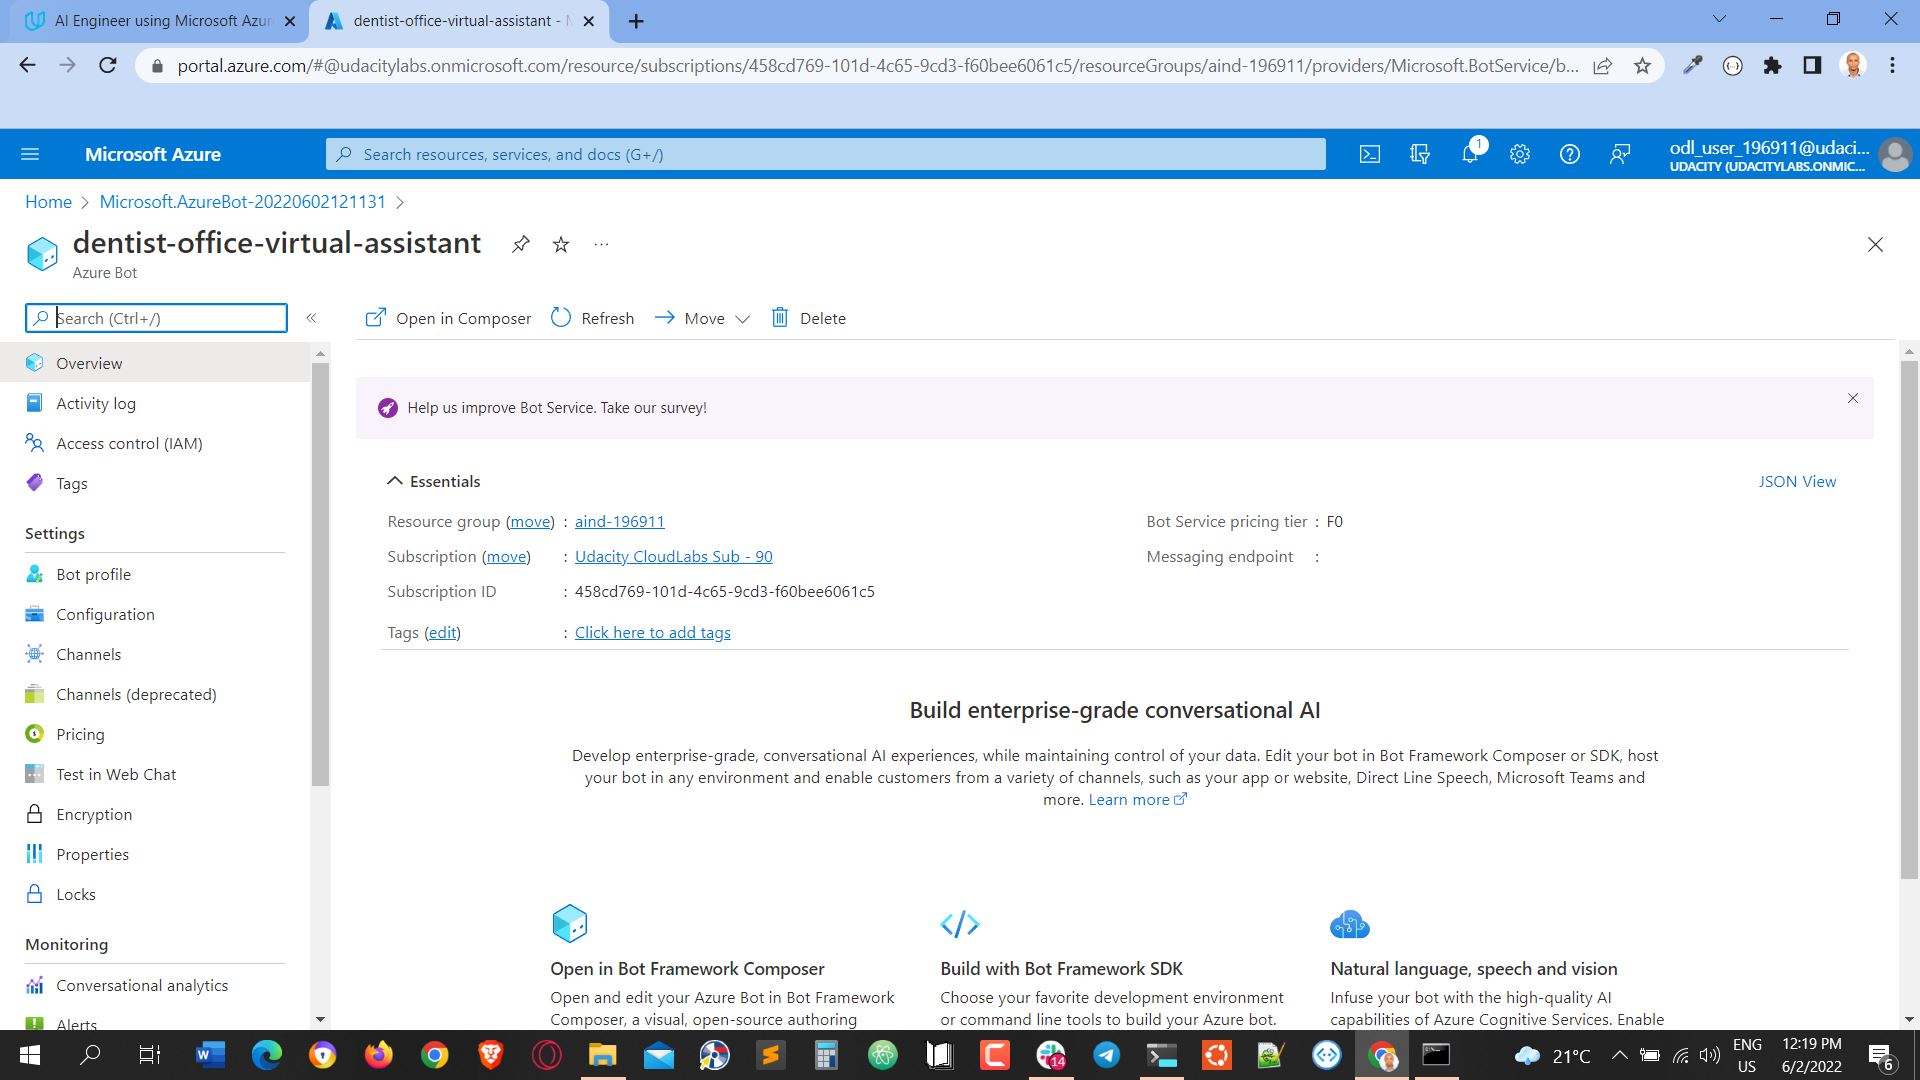 AI Engineer using Microsoft Azur
dentist-office-virtual-assistant - M
portal.azure.com/#@udacitylabs.onmicrosoft.com/resource/subscriptions/458cd769-101d-4c65-9cd3-f60bee6061c5/resourceGroups/aind-196911/providers/Microsoft.BotService/b...
Microsoft Azure
Search resources, services, and docs (G+/)
1
odl_user_196911@udaci...
UDACITY (UDACITYLABS.ONMIC...
Home > Microsoft.AzureBot-20220602121131 >
dentist-office-virtual-assistant
...
Azure Bot
Search (Ctrl+/)
«
Open in Composer
Refresh
Move
Delete
Overview
Activity log
Access control (IAM)
Tags
Settings
Bot profile
Configuration
Channels
Channels (deprecated)
Pricing
Test in Web Chat
Encryption
Properties
Locks
Monitoring
Conversational analytics
Alerts
Help us improve Bot Service. Take our survey!
Essentials
JSON View
Resource group (move) : aind-196911
Subscription (move) : Udacity CloudLabs Sub - 90
Subscription ID : 458cd769-101d-4c65-9cd3-f60bee6061c5
Tags (edit) : Click here to add tags
Bot Service pricing tier : F0
Messaging endpoint :
Build enterprise-grade conversational AI
Develop enterprise-grade, conversational AI experiences, while maintaining control of your data. Edit your bot in Bot Framework Composer or SDK, host
your bot in any environment and enable customers from a variety of channels, such as your app or website, Direct Line Speech, Microsoft Teams and
more. Learn more
Open in Bot Framework Composer
Open and edit your Azure Bot in Bot Framework
Composer, a visual, open-source authoring
Build with Bot Framework SDK
Choose your favorite development environment
or command line tools to build your Azure bot.
Natural language, speech and vision
Infuse your bot with the high-quality AI
capabilities of Azure Cognitive Services. Enable
14
21°C
ENG
US
12:19 PM
6/2/2022
6